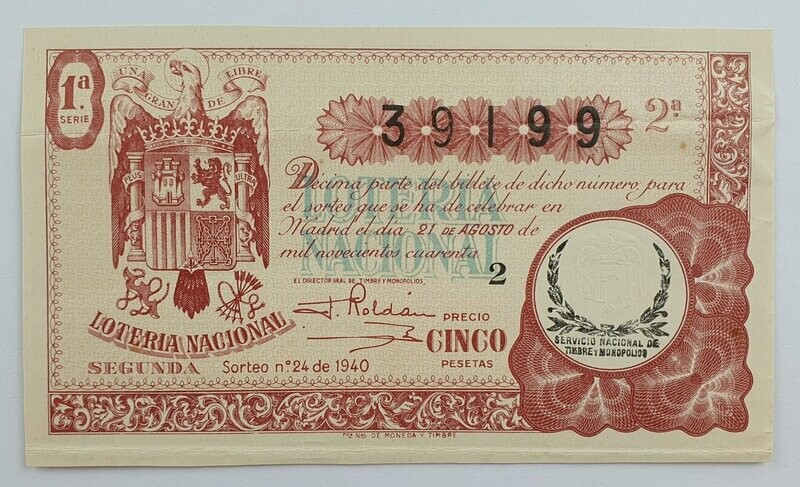 1ª
SERIE
UNA GRANDE LIBRE
PLUS ULTRA
39199
2ª
Décima parte del billete de dicho número, para
el sorteo que se ha de celebrar en
Madrid el día 21 DE AGOSTO de
mil novecientos cuarenta
LOTERIA
NACIONAL
2
EL DIRECTOR GRAL DE TIMBRE Y MONOPOLIOS,
J. Roldán
PRECIO
CINCO
PESETAS
LOTERIA NACIONAL
SEGUNDA Sorteo nº 24 de 1940
SERVICIO NACIONAL DE
TIMBRE Y MONOPOLIOS
1ª
Fca Nal DE MONEDA Y TIMBRE